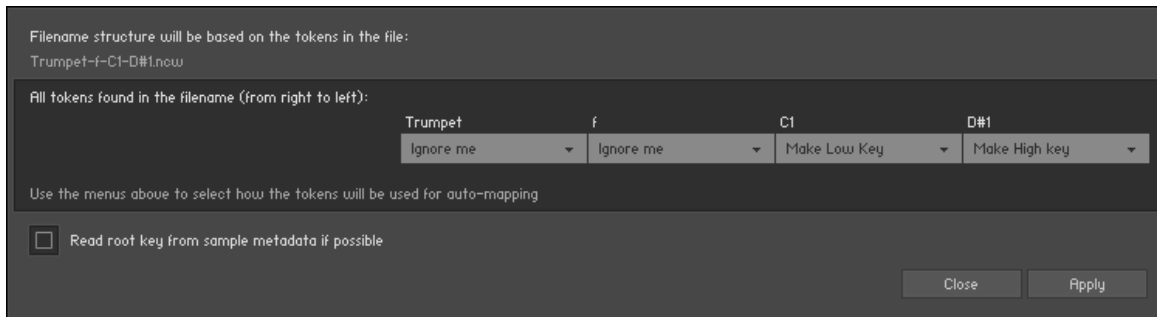 Filename structure will be based on the tokens in the file:
Trumpet-f-C1-D#1.ncw
All tokens found in the filename (from right to left):
Trumpet f C1 D#1
Ignore me Ignore me Make Low Key Make High key
Use the menus above to select how the tokens will be used for auto-mapping
Read root key from sample metadata if possible
Close Apply